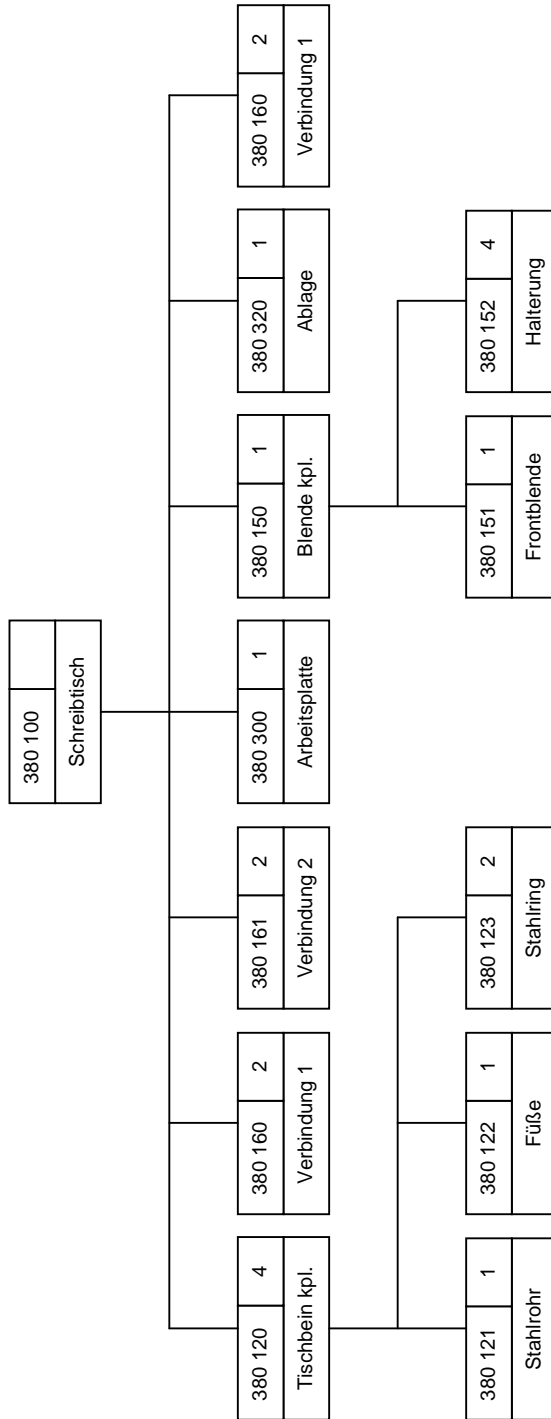 380 100
Schreibtisch
380 120 4
Tischbein kpl.
380 160 2
Verbindung 1
380 161 2
Verbindung 2
380 300 1
Arbeitsplatte
380 150 1
Blende kpl.
380 320 1
Ablage
380 160 2
Verbindung 1
380 121 1
Stahlrohr
380 122 1
Füße
380 123 2
Stahlring
380 151 1
Frontblende
380 152 4
Halterung